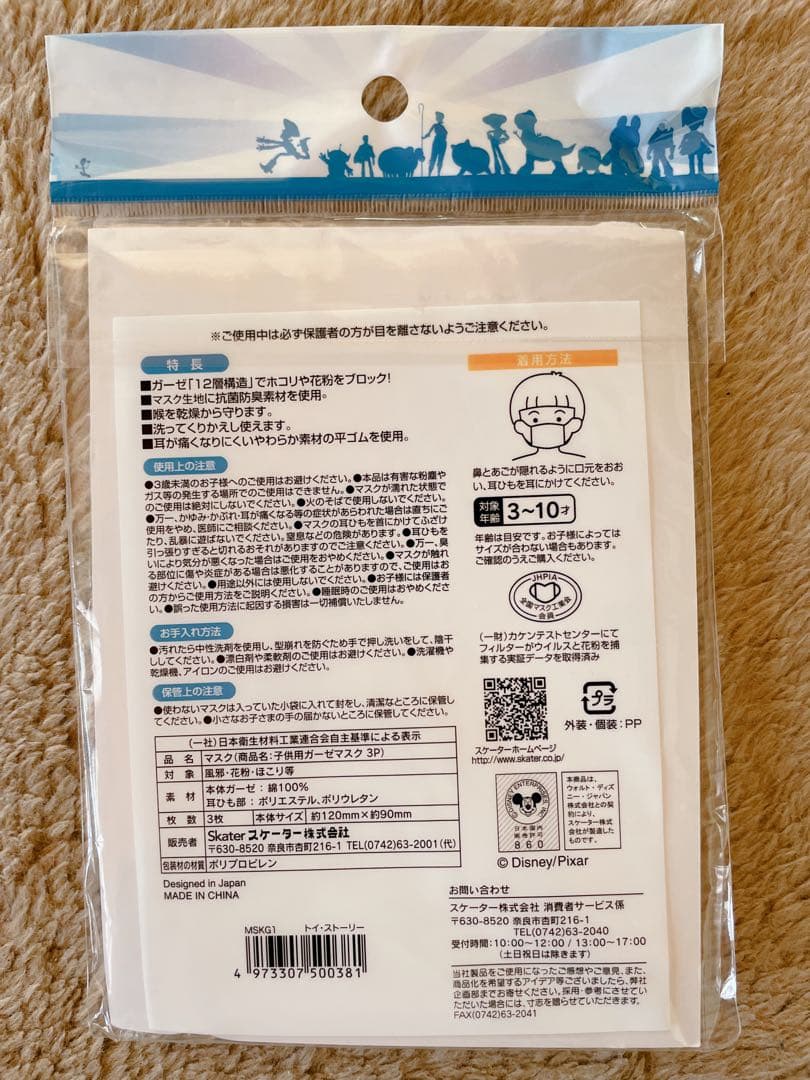 ※ご使用中は必ず保護者の方が目を離さないようご注意ください。
特 長
■ガーゼ「12層構造」でホコリや花粉をブロック!
■マスク生地に抗菌防臭素材を使用。
■喉を乾燥から守ります。
■洗ってくりかえし使えます。
■耳が痛くなりにくいやわらか素材の平ゴムを使用。
使用上の注意
●3歳未満のお子様へのご使用はお避けください。●本品は有害な粉塵や
ガス等の発生する場所でのご使用はできません。●マスクが濡れた状態で
のご使用は絶対にしないでください。●火のそばで使用しないでください。
●万一、かゆみ・かぶれ・耳が痛くなる等の症状があらわれた場合は直ちにご
使用をやめ、医師にご相談ください。●マスクの耳ひもを首にかけてふざけ
たり、乱暴に遊ばないでください。窒息などの危険があります。●耳ひもを
引っ張りすぎると切れるおそれがありますのでご注意ください。●万一、臭
いにより気分が悪くなった場合はご使用をおやめください。●マスクが触れ
る部位に傷や炎症がある場合は悪化することがありますので、ご使用はお
避けください。●用途以外には使用しないでください。●お子様には保護者
の方からご使用方法をご説明ください。●睡眠時のご使用はおやめくださ
い。●誤った使用方法に起因する損害は一切補償いたしません。
お手入れ方法
●汚れたら中性洗剤を使用し、型崩れを防ぐため手で押し洗いをして、陰干
ししてください。●漂白剤や柔軟剤のご使用はお避けください。●洗濯機や
乾燥機、アイロンのご使用はお避けください。
保管上の注意
●使わないマスクは入っていた小袋に入れて封をし、清潔なところに保管し
てください。●小さなお子さまの手の届かないところに保管してください。
(一社)日本衛生材料工業連合会自主基準による表示
品 名 マスク(商品名:子供用ガーゼマスク 3P)
対 象 風邪・花粉・ほこり等
素 材 本体ガーゼ:綿100%
耳ひも部:ポリエステル、ポリウレタン
枚 数 3枚 本体サイズ 約120mm×約90mm
販売者 Skater スケーター株式会社
〒630-8520 奈良市杏町216-1 TEL(0742)63-2001(代)
包装材の材質 ポリプロピレン
Designed in Japan
MADE IN CHINA
MSKG1 トイ・ストーリー
4 973307 500381
着用方法
鼻とあごが隠れるように口元をおお
い、耳ひもを耳にかけてください。
対象
年齢 3〜10才
年齢は目安です。お子様によっては
サイズが合わない場合もあります。
ご確認のうえご購入ください。
JHPIA
全国マスク工業会
会員
(一財)カケンテストセンターにて
フィルターがウイルスと花粉を捕
集する実証データを取得済み
プラ
外装・個装:PP
スケーターホームページ
http://www.skater.co.jp/
DISNEY ENTERPRISES, INC.
日本国内
販売許可
860
本商品は、
ウォルト・ディズ
ニー・ジャパン
株式会社との契
約により、
スケーター株式
会社が製造した
ものです。
© Disney/Pixar
お問い合わせ
スケーター株式会社 消費者サービス係
〒630-8520 奈良市杏町216-1
TEL(0742)63-2040
受付時間:10:00〜12:00 / 13:00〜17:00
(土日祝日は除きます)
当社製品をご使用になったご感想やご意見、また、
商品化を希望するアイデア等ございましたら、弊社
企画部までお寄せください。採用・参考にさせてい
ただいた場合には、寸志を贈らせていただきます。
FAX(0742)63-2041